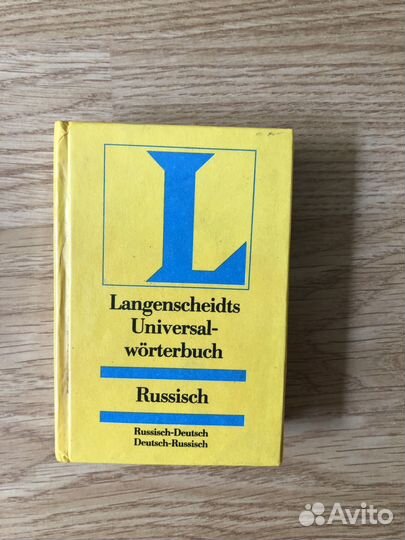 L
Langenscheidts
Universal-
wörterbuch
Russisch
Russisch-Deutsch
Deutsch-Russisch
Avito